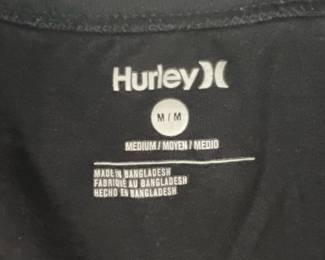 Hurley
M/M
MEDIUM/MOYEN/MEDIO
MADE IN BANGLADESH
FABRIQUÉ AU BANGLADESH
HECHO EN BANGLADESH